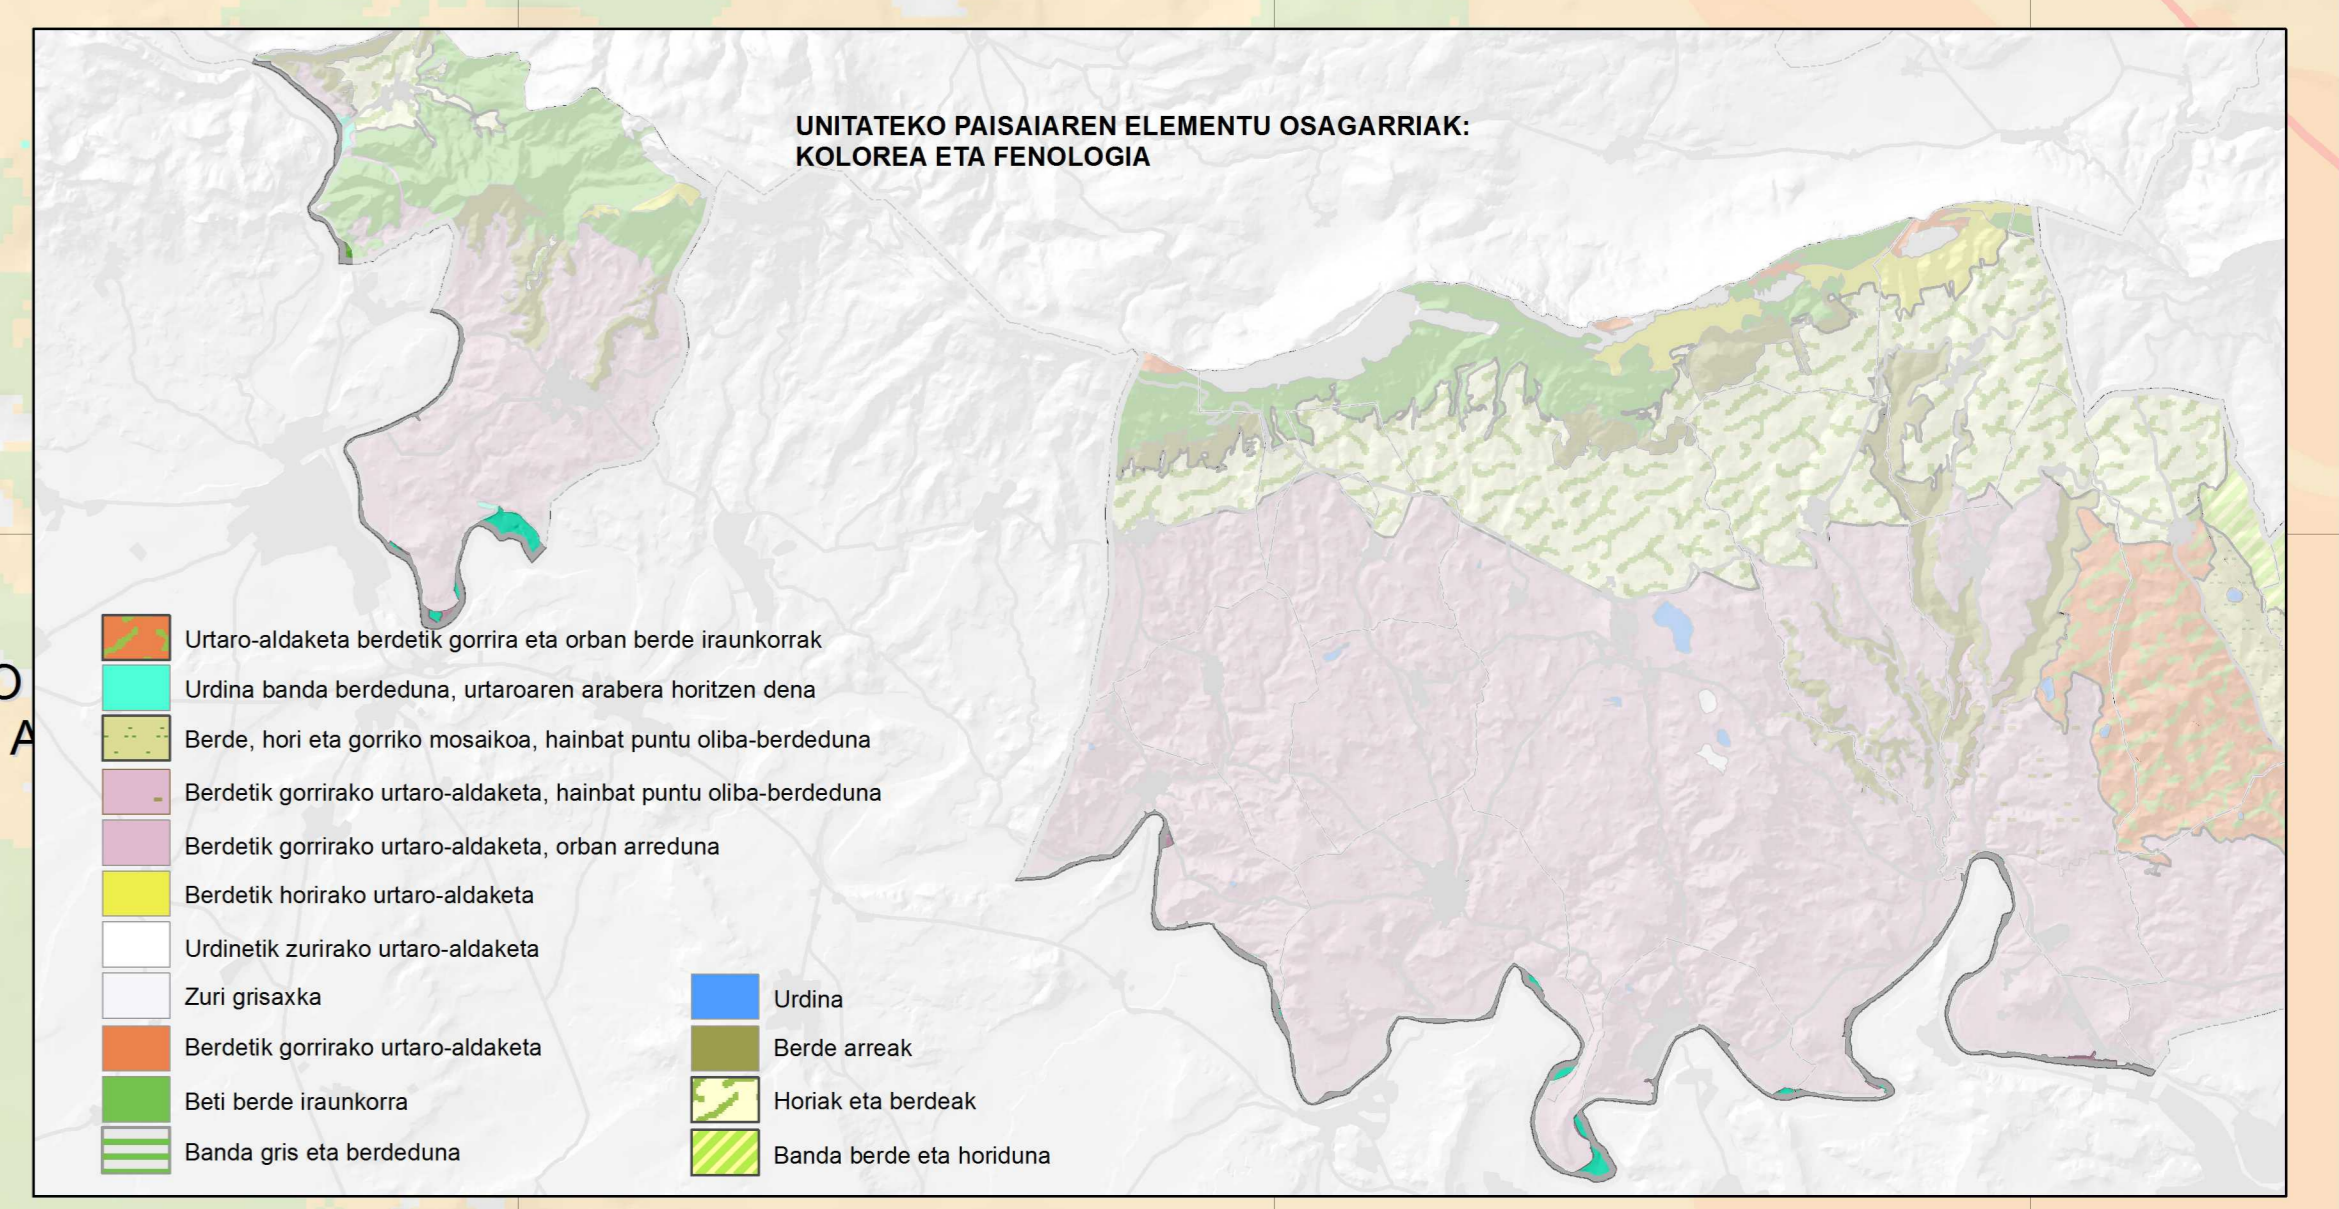 UNITATEKO PAISAIAREN ELEMENTU OSAGARRIAK:
KOLOREA ETA FENOLOGIA
Urtaro-aldaketa berdetik gorrira eta orban berde iraunkorrak
Urdina banda berdeduna, urtaroaren arabera horitzen dena
Berde, hori eta gorriko mosaikoa, hainbat puntu oliba-berdeduna
Berdetik gorrirako urtaro-aldaketa, hainbat puntu oliba-berdeduna
Berdetik gorrirako urtaro-aldaketa, orban arreduna
Berdetik horirako urtaro-aldaketa
Urdinetik zurirako urtaro-aldaketa
Zuri grisaxka
Berdetik gorrirako urtaro-aldaketa
Beti berde iraunkorra
Banda gris eta berdeduna
Urdina
Berde arreak
Horiak eta berdeak
Banda berde eta horiduna
O
A